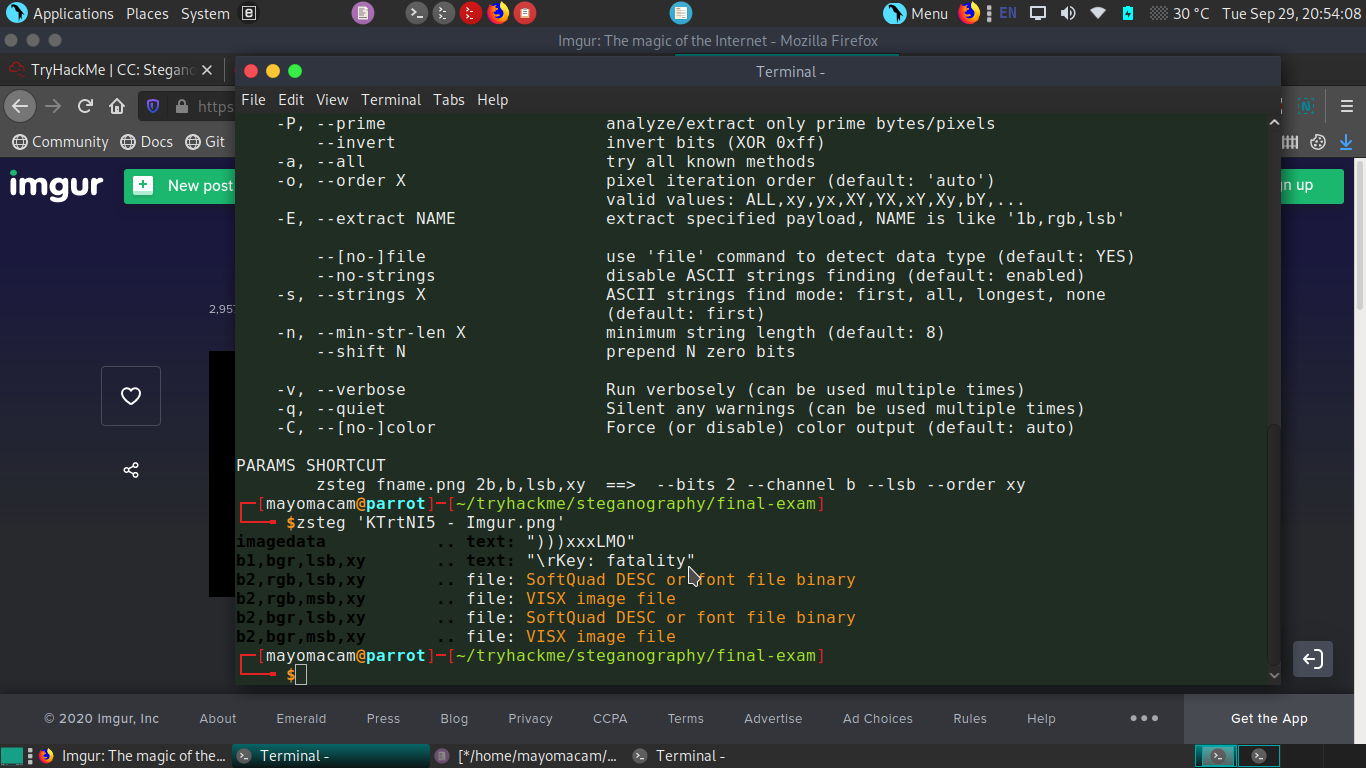 Applications Places System Menu EN 30 °C Tue Sep 29, 20:54:08
Imgur: The magic of the Internet - Mozilla Firefox
TryHackMe | CC: Stegan
Terminal -
File Edit View Terminal Tabs Help
https
Community Docs Git
imgur New post
n up
2,957
-P, --prime analyze/extract only prime bytes/pixels
--invert invert bits (XOR 0xff)
-a, --all try all known methods
-o, --order X pixel iteration order (default: 'auto')
valid values: ALL,xy,yx,XY,YX,xY,Xy,bY,...
-E, --extract NAME extract specified payload, NAME is like '1b,rgb,lsb'
--[no-]file use 'file' command to detect data type (default: YES)
--no-strings disable ASCII strings finding (default: enabled)
-s, --strings X ASCII strings find mode: first, all, longest, none
(default: first)
-n, --min-str-len X minimum string length (default: 8)
--shift N prepend N zero bits
-v, --verbose Run verbosely (can be used multiple times)
-q, --quiet Silent any warnings (can be used multiple times)
-C, --[no-]color Force (or disable) color output (default: auto)
PARAMS SHORTCUT
zsteg fname.png 2b,b,lsb,xy ==> --bits 2 --channel b --lsb --order xy
[mayomacam@parrot]─[~/tryhackme/steganography/final-exam]
$zsteg 'KTrtNI5 - Imgur.png'
imagedata .. text: ")))xxxLMO"
b1,bgr,lsb,xy .. text: "\rKey: fatality"
b2,rgb,lsb,xy .. file: SoftQuad DESC or font file binary
b2,rgb,msb,xy .. file: VISX image file
b2,bgr,lsb,xy .. file: SoftQuad DESC or font file binary
b2,bgr,msb,xy .. file: VISX image file
[mayomacam@parrot]─[~/tryhackme/steganography/final-exam]
$
© 2020 Imgur, Inc About Emerald Press Blog Privacy CCPA Terms Advertise Ad Choices Rules Help ••• Get the App
Imgur: The magic of the... Terminal - [*/home/mayomacam/... Terminal -